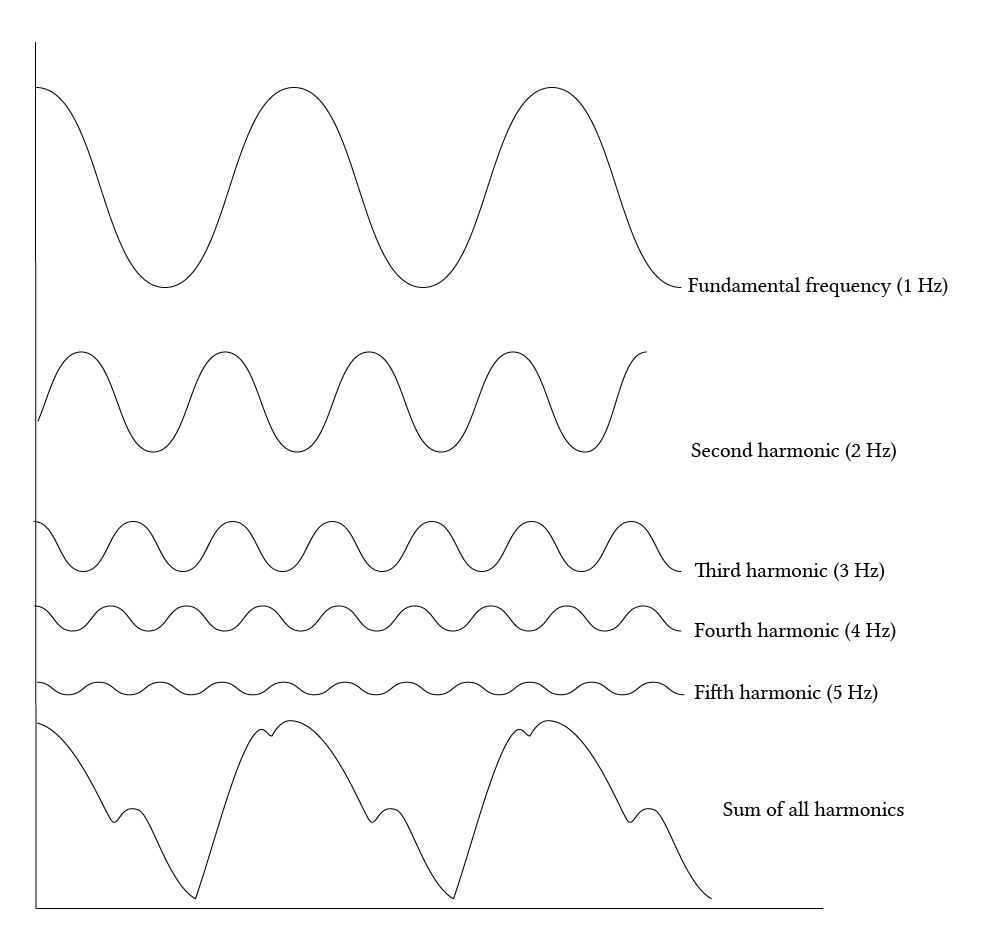 Fundamental frequency (1 Hz)
Second harmonic (2 Hz)
Third harmonic (3 Hz)
Fourth harmonic (4 Hz)
Fifth harmonic (5 Hz)
Sum of all harmonics